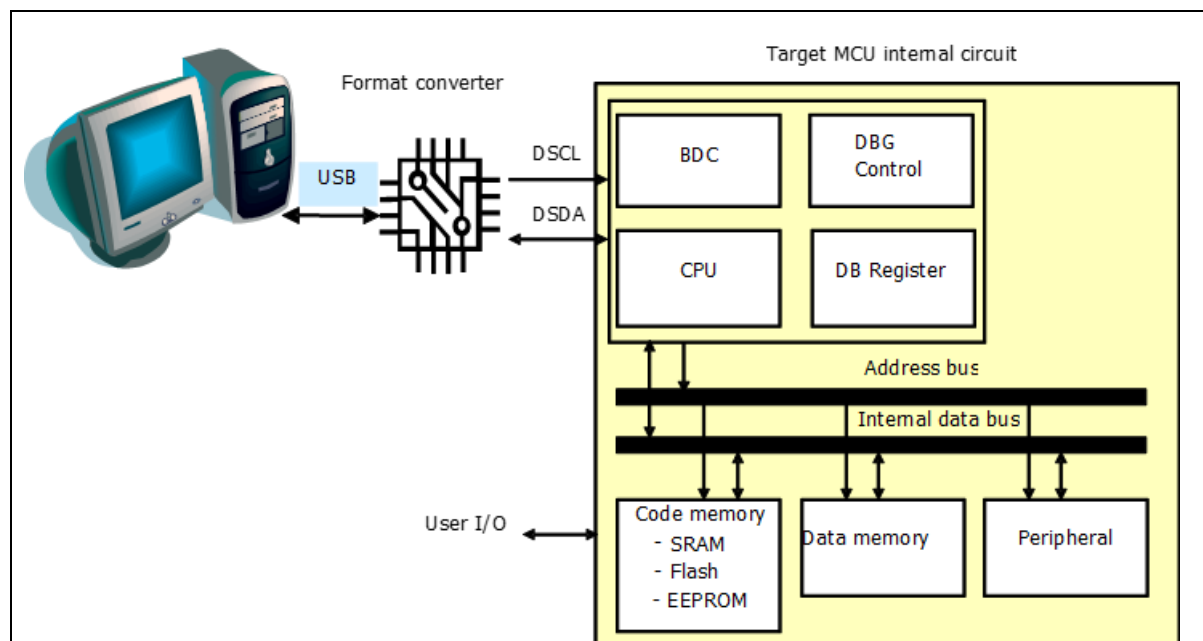 Target MCU internal circuit
Format converter
USB
DSCL
DSDA
BDC
DBG
Control
CPU
DB Register
Address bus
Internal data bus
User I/O
Code memory
- SRAM
- Flash
- EEPROM
Data memory
Peripheral